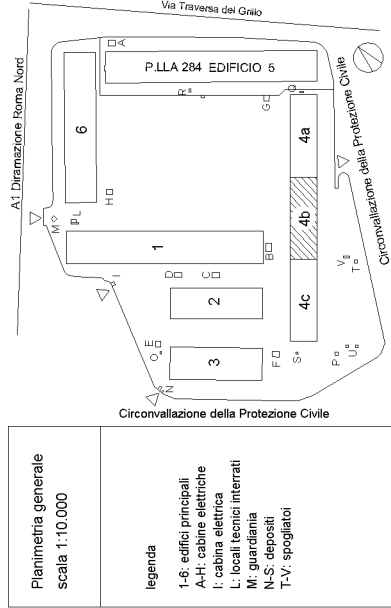 Via Traversa del Grillo
A1 Diramazione Roma Nord
A
P.LLA 284 EDIFICIO 5
6
R
G
Q
4a
H
L
M
1
B
4b
I
D
C
2
4c
V
T
E
O
3
F
S
P
U
N
Circonvallazione della Protezione Civile
Circonvallazione della Protezione Civile
Planimetria generale
scala 1:10.000
legenda
1-6: edifici principali
A-H: cabine elettriche
I: cabina elettrica
L: locali tecnici interrati
M: guardiania
N-S: depositi
T-V: spogliatoi